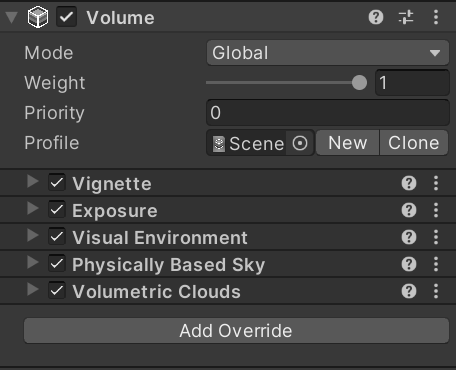 Volume
Mode Global
Weight 1
Priority 0
Profile Scene New Clone
Vignette
Exposure
Visual Environment
Physically Based Sky
Volumetric Clouds
Add Override